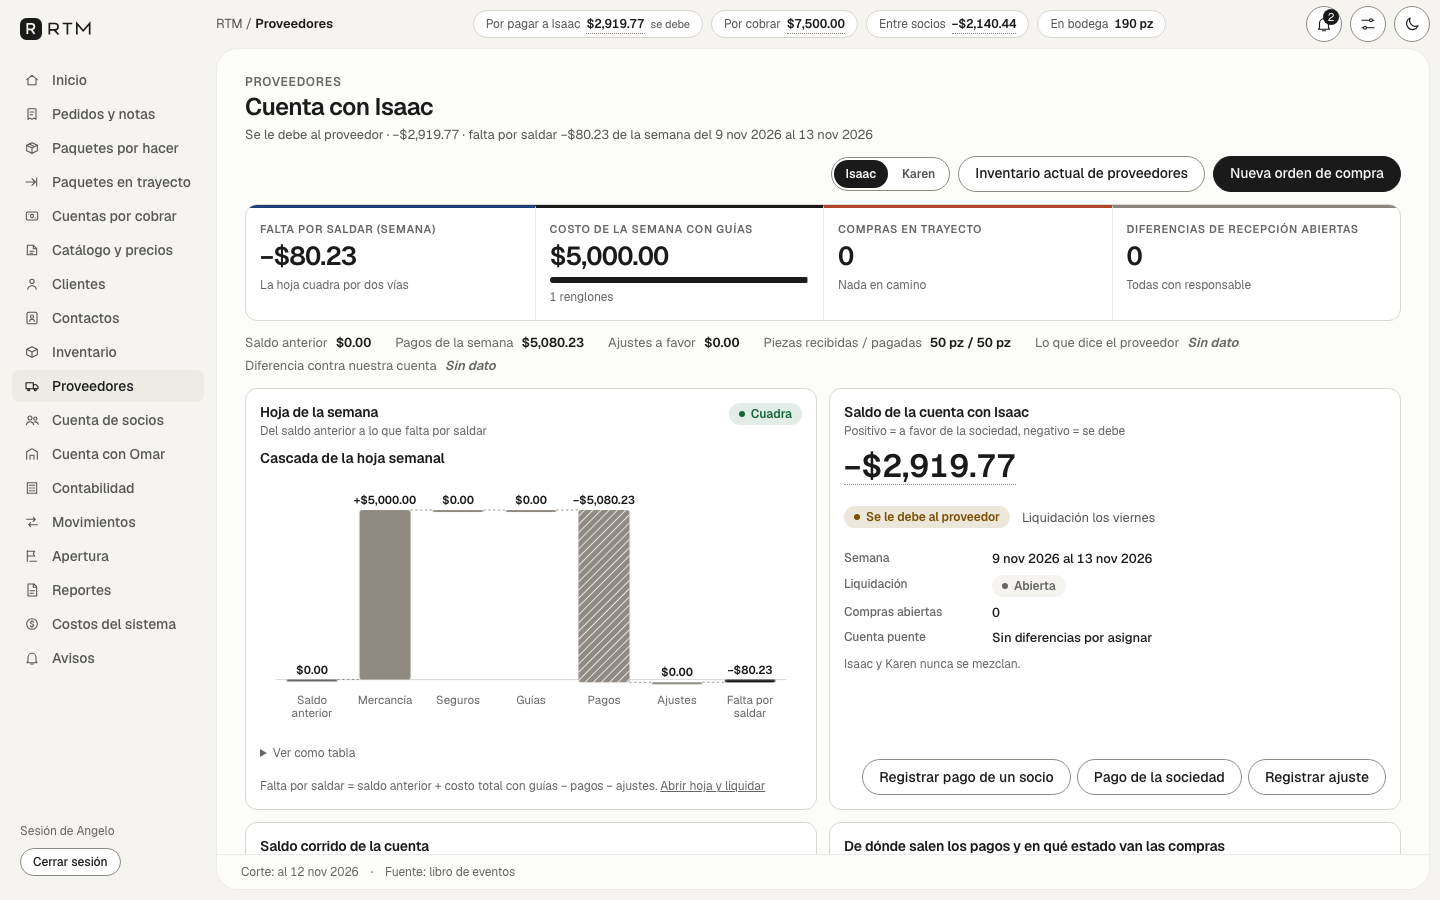 R RTM
RTM / Proveedores
Por pagar a Isaac $2,919.77 se debe
Por cobrar $7,500.00
Entre socios −$2,140.44
En bodega 190 pz
2
Inicio
Pedidos y notas
Paquetes por hacer
Paquetes en trayecto
Cuentas por cobrar
Catálogo y precios
Clientes
Contactos
Inventario
Proveedores
Cuenta de socios
Cuenta con Omar
Contabilidad
Movimientos
Apertura
Reportes
Costos del sistema
Avisos
Sesión de Angelo
Cerrar sesión
PROVEEDORES
Cuenta con Isaac
Se le debe al proveedor · −$2,919.77 · falta por saldar −$80.23 de la semana del 9 nov 2026 al 13 nov 2026
Isaac Karen
Inventario actual de proveedores
Nueva orden de compra
FALTA POR SALDAR (SEMANA)
−$80.23
La hoja cuadra por dos vías
COSTO DE LA SEMANA CON GUÍAS
$5,000.00
1 renglones
COMPRAS EN TRAYECTO
0
Nada en camino
DIFERENCIAS DE RECEPCIÓN ABIERTAS
0
Todas con responsable
Saldo anterior $0.00 Pagos de la semana $5,080.23 Ajustes a favor $0.00 Piezas recibidas / pagadas 50 pz / 50 pz Lo que dice el proveedor Sin dato
Diferencia contra nuestra cuenta Sin dato
Hoja de la semana
Cuadra
Del saldo anterior a lo que falta por saldar
Cascada de la hoja semanal
+$5,000.00 $0.00 $0.00 −$5,080.23
$0.00 $0.00 −$80.23
Saldo anterior
Mercancía
Seguros
Guías
Pagos
Ajustes
Falta por saldar
Ver como tabla
Falta por saldar = saldo anterior + costo total con guías − pagos − ajustes. Abrir hoja y liquidar
Saldo de la cuenta con Isaac
Positivo = a favor de la sociedad, negativo = se debe
−$2,919.77
Se le debe al proveedor Liquidación los viernes
Semana 9 nov 2026 al 13 nov 2026
Liquidación Abierta
Compras abiertas 0
Cuenta puente Sin diferencias por asignar
Isaac y Karen nunca se mezclan.
Registrar pago de un socio
Pago de la sociedad
Registrar ajuste
Saldo corrido de la cuenta
De dónde salen los pagos y en qué estado van las compras
Corte: al 12 nov 2026 · Fuente: libro de eventos